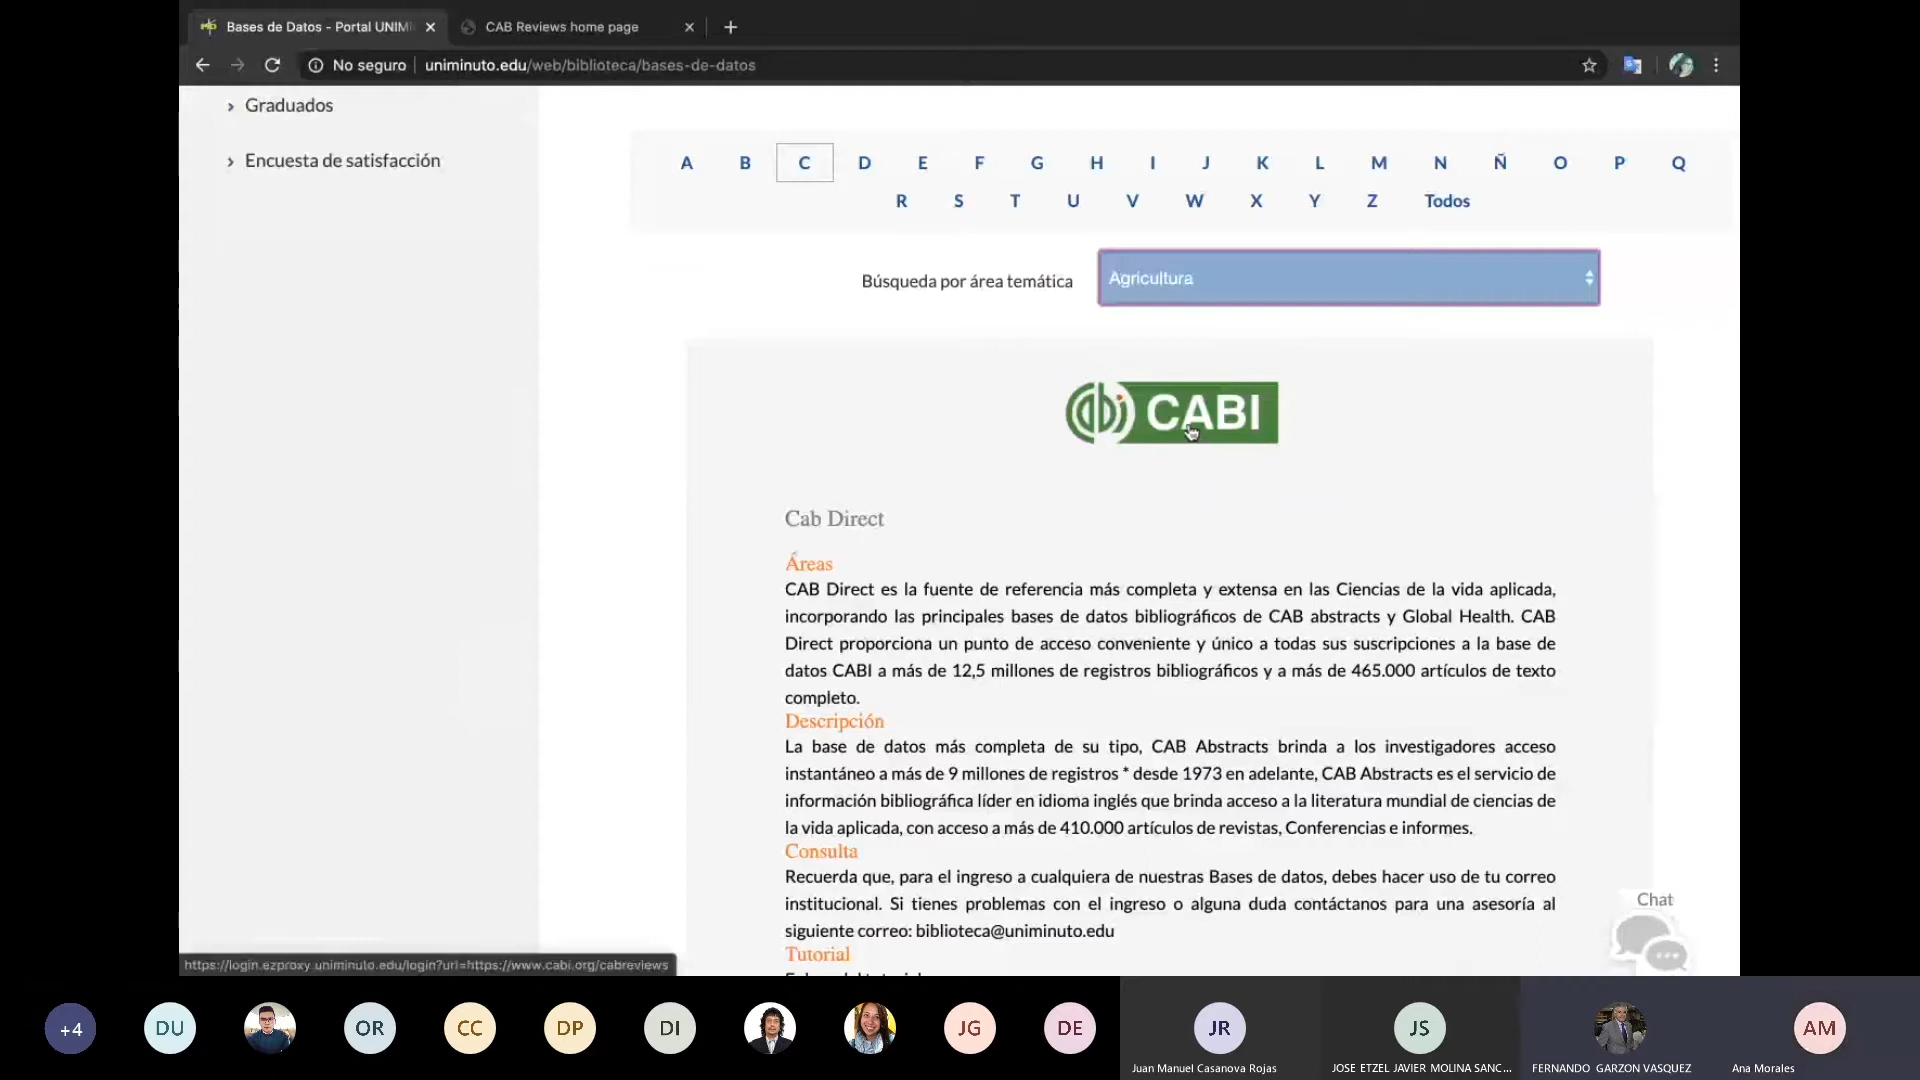 Bases de Datos - Portal UNIMI
CAB Reviews home page
No seguro
uniminuto.edu/web/biblioteca/bases-de-datos
Graduados
Encuesta de satisfacción
A B C D E F G H I J K L M N Ñ O P Q
R S T U V W X Y Z Todos
Búsqueda por área temática
Agricultura
CABI
Cab Direct
Áreas
CAB Direct es la fuente de referencia más completa y extensa en las Ciencias de la vida aplicada,
incorporando las principales bases de datos bibliográficos de CAB abstracts y Global Health. CAB
Direct proporciona un punto de acceso conveniente y único a todas sus suscripciones a la base de
datos CABI a más de 12,5 millones de registros bibliográficos y a más de 465.000 artículos de texto
completo.
Descripción
La base de datos más completa de su tipo, CAB Abstracts brinda a los investigadores acceso
instantáneo a más de 9 millones de registros * desde 1973 en adelante, CAB Abstracts es el servicio de
información bibliográfica líder en idioma inglés que brinda acceso a la literatura mundial de ciencias de
la vida aplicada, con acceso a más de 410.000 artículos de revistas, Conferencias e informes.
Consulta
Recuerda que, para el ingreso a cualquiera de nuestras Bases de datos, debes hacer uso de tu correo
institucional. Si tienes problemas con el ingreso o alguna duda contáctanos para una asesoría al
siguiente correo: biblioteca@uniminuto.edu
Tutorial
Chat
https://login.ezproxy.uniminuto.edu/login?url=https://www.cabi.org/cabreviews
+4 DU OR CC DP DI JG DE JR JS AM
Juan Manuel Casanova Rojas
JOSE ETZEL JAVIER MOLINA SANC...
FERNANDO GARZON VASQUEZ
Ana Morales